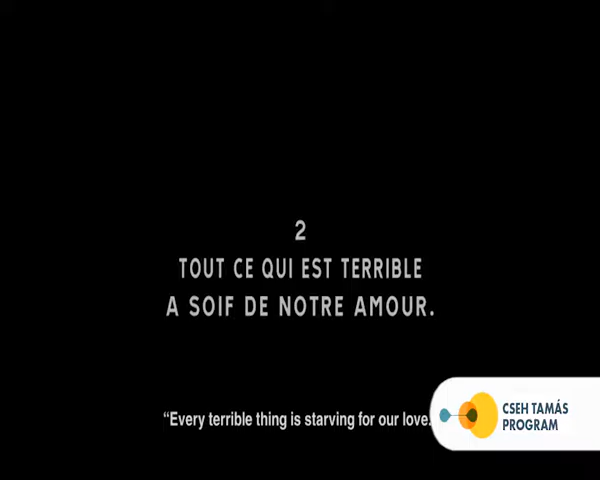 2
TOUT CE QUI EST TERRIBLE
A SOIF DE NOTRE AMOUR.
“Every terrible thing is starving for our love.
CSEH TAMÁS
PROGRAM